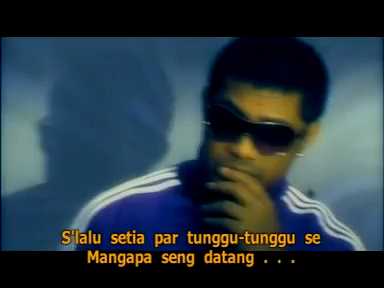 S'lalu setia par tunggu-tunggu se
Mangapa seng datang . . .